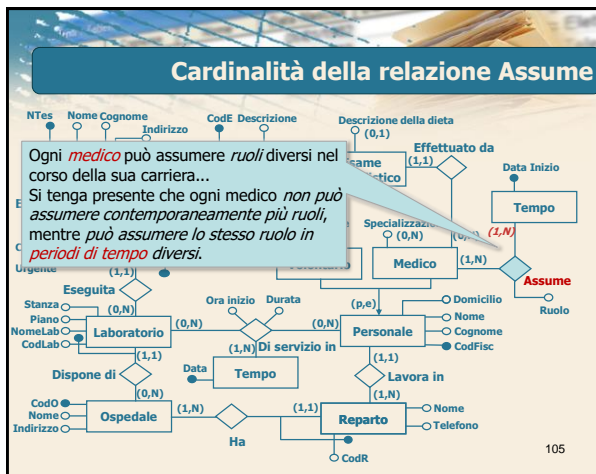 Cardinalità della relazione Assume
NTes Nome Cognome CodE Descrizione Descrizione della dieta
Indirizzo (0,1)
(1,1) Effettuato da
Data Inizio
Ogni medico può assumere ruoli diversi nel
corso della sua carriera...
Si tenga presente che ogni medico non può
assumere contemporaneamente più ruoli,
mentre può assumere lo stesso ruolo in
periodi di tempo diversi.
Tempo
(1,N)
Specializzazione
(0,N)
Urgente
(1,1) Medico (1,N) Assume
Eseguita
Ruolo
Stanza (0,N) Ora inizio Durata (p,e) Domicilio
Piano Nome
NomeLab Laboratorio (0,N) (0,N) Personale Cognome
CodLab CodFisc
(1,1) (1,N) Di servizio in (1,1)
Dispone di Data Tempo Lavora in
(0,N) (1,N)
CodO
Nome Ospedale (1,N) (1,1) Reparto Nome
Indirizzo Telefono
Ha
CodR
105